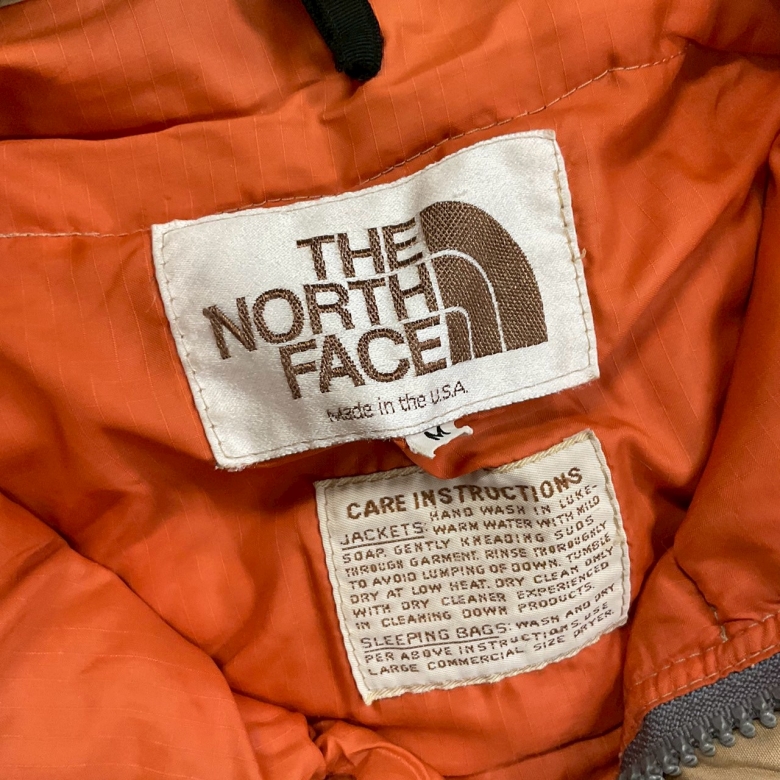 THE
NORTH
FACE
Made in the U.S.A.
M
CARE INSTRUCTIONS
JACKETS: HAND WASH IN LUKE-
WARM WATER WITH MILD
SOAP. GENTLY KNEADING SUDS
THROUGH GARMENT. RINSE THOROUGHLY
TO AVOID LUMPING OF DOWN. TUMBLE
DRY AT LOW HEAT. DRY CLEAN ONLY
WITH DRY CLEANER EXPERIENCED
IN CLEANING DOWN PRODUCTS.
SLEEPING BAGS: WASH AND DRY
PER ABOVE INSTRUCTIONS. USE
LARGE COMMERCIAL SIZE DRYER.